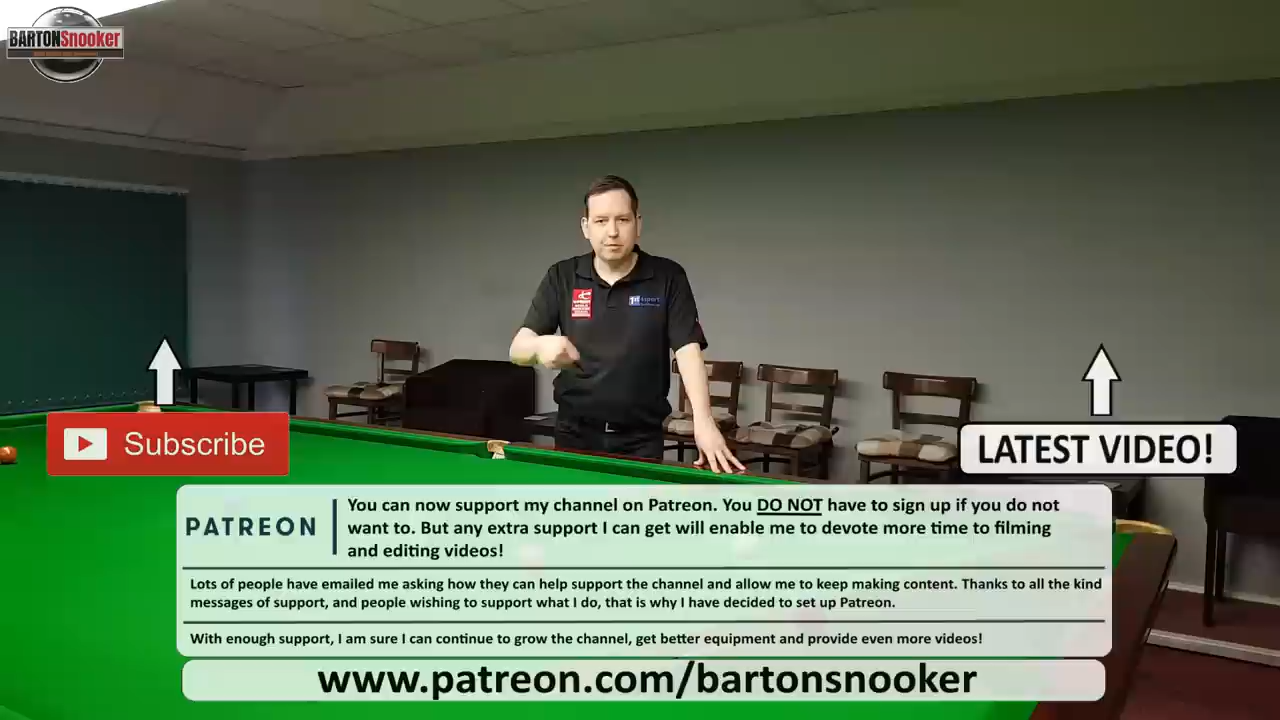 BARTONSnooker
Subscribe
LATEST VIDEO!
PATREON
You can now support my channel on Patreon. You DO NOT have to sign up if you do not
want to. But any extra support I can get will enable me to devote more time to filming
and editing videos!
Lots of people have emailed me asking how they can help support the channel and allow me to keep making content. Thanks to all the kind
messages of support, and people wishing to support what I do, that is why I have decided to set up Patreon.
With enough support, I am sure I can continue to grow the channel, get better equipment and provide even more videos!
www.patreon.com/bartonsnooker